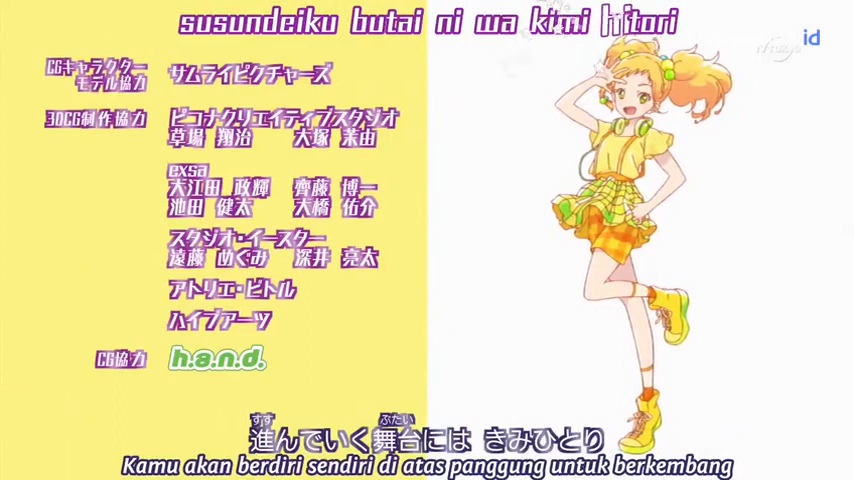 susundeiku butai ni wa kimi hitori
id
CGキャラクター
モデル協力
サムライピクチャーズ
3DCG制作協力
ピコナクリエイティブスタジオ
草場 翔治 大塚 茉由
exsa
大江田 政輝 齊藤 博一
池田 健太 大橋 佑介
スタジオ・イースター
遠藤 めぐみ 深井 亮太
アトリエ・ビトル
ハイブアーツ
CG協力
h.a.n.d.
すす ぶたい
進んでいく舞台には きみひとり
Kamu akan berdiri sendiri di atas panggung untuk berkembang